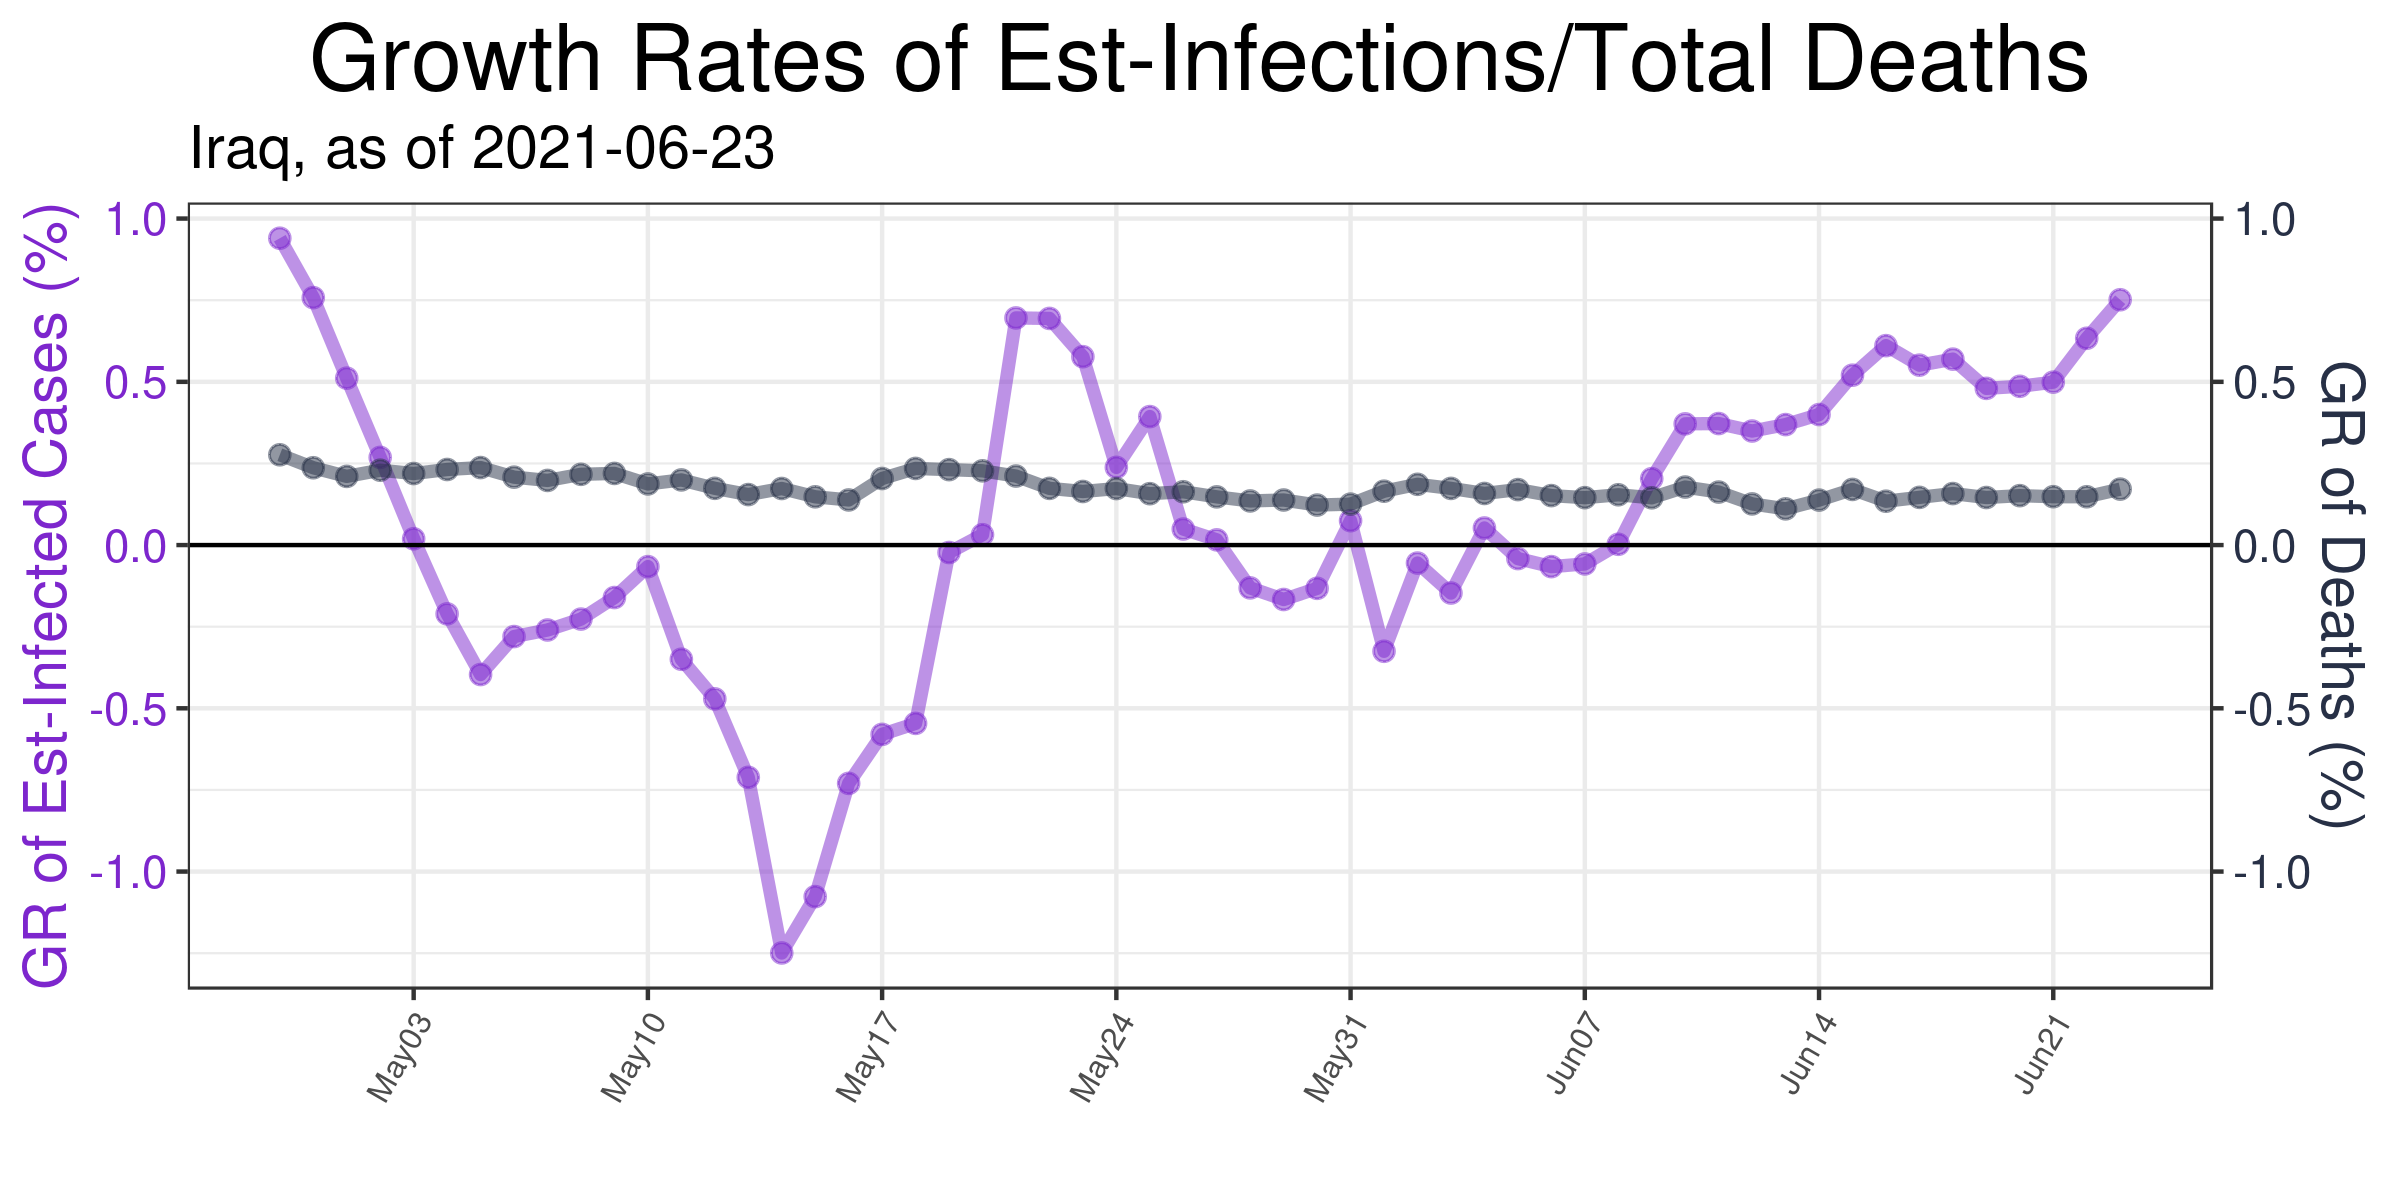 Growth Rates of Est-Infections/Total Deaths
Iraq, as of 2021-06-23
GR of Est-Infected Cases (%)
1.0
0.5
0.0
-0.5
-1.0
1.0
0.5
0.0
-0.5
-1.0
GR of Deaths (%)
May03
May10
May17
May24
May31
Jun07
Jun14
Jun21